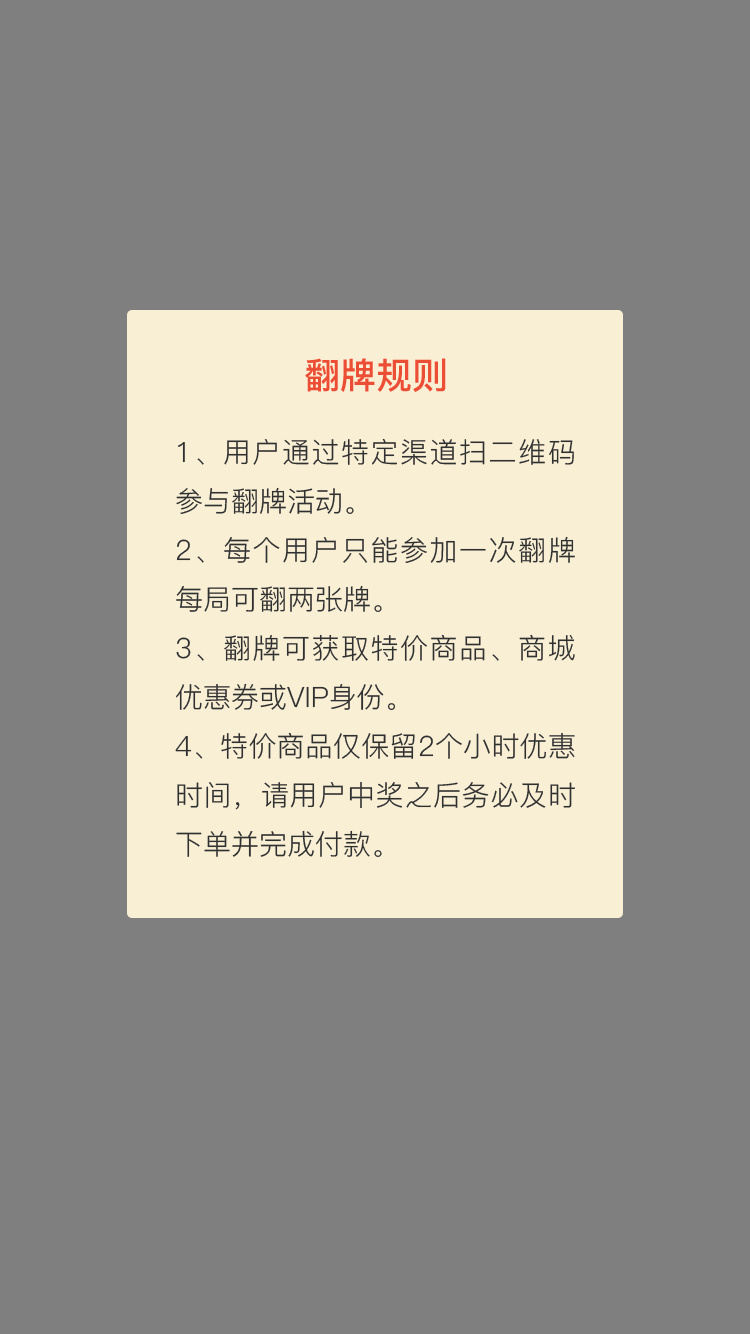 翻牌规则
1、用户通过特定渠道扫二维码
参与翻牌活动。
2、每个用户只能参加一次翻牌
每局可翻两张牌。
3、翻牌可获取特价商品、商城
优惠券或VIP身份。
4、特价商品仅保留2个小时优惠
时间，请用户中奖之后务必及时
下单并完成付款。